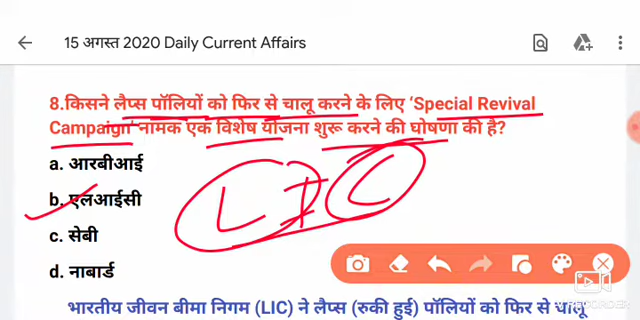 15 अगस्त 2020 Daily Current Affairs
8.किसने लैप्स पॉलियों को फिर से चालू करने के लिए ‘Special Revival
Campaign’ नामक एक विशेष योजना शुरू करने की घोषणा की है?
a. आरबीआई
b. एलआईसी
LIC
c. सेबी
d. नाबार्ड
भारतीय जीवन बीमा निगम (LIC) ने लैप्स (रुकी हुई) पॉलियों को फिर से चालू